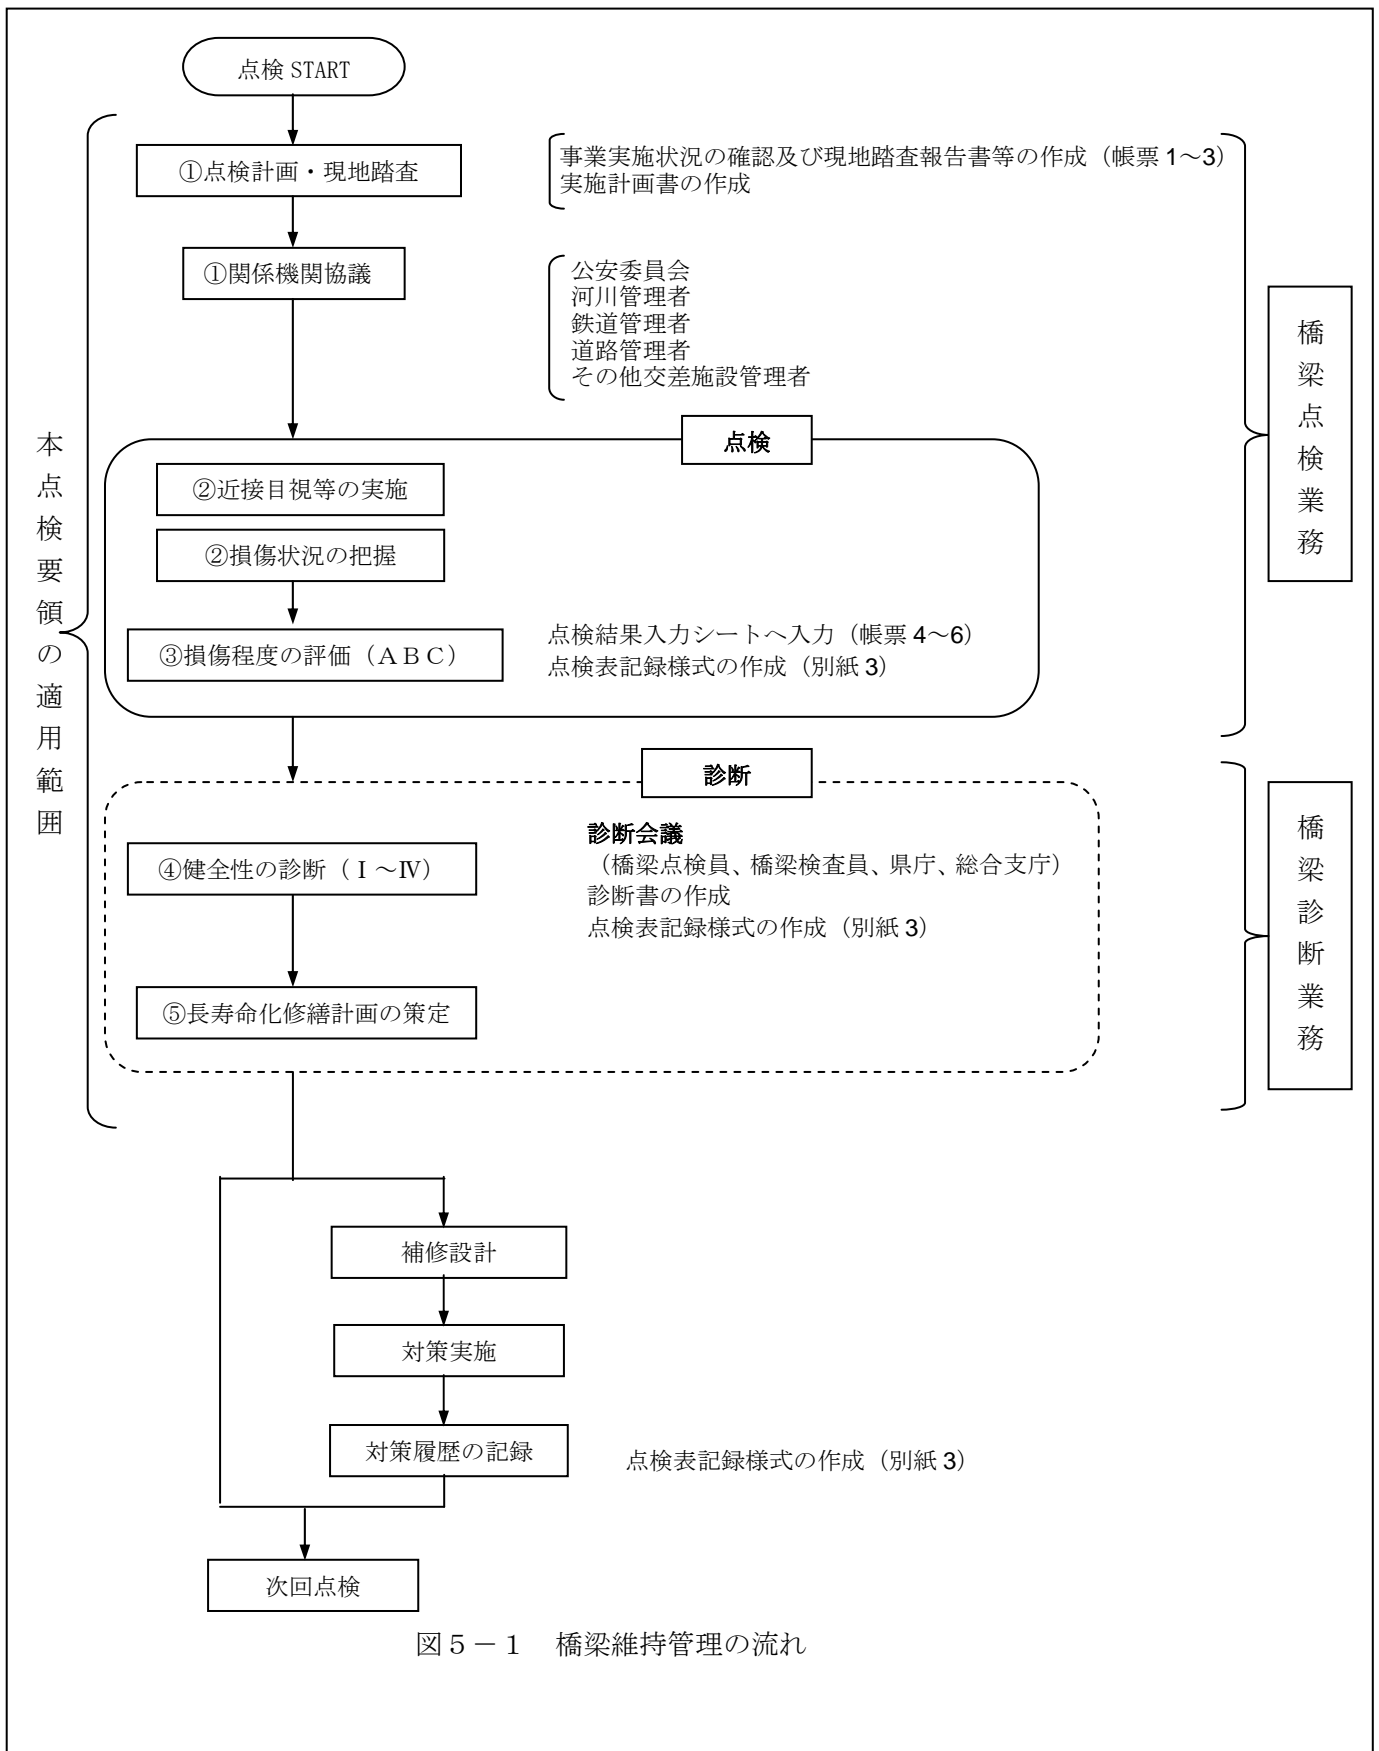 点検 START
①点検計画・現地踏査
事業実施状況の確認及び現地踏査報告書等の作成（帳票 1～3）
実施計画書の作成
①関係機関協議
公安委員会
河川管理者
鉄道管理者
道路管理者
その他交差施設管理者
橋梁点検業務
本点検要領の適用範囲
点検
②近接目視等の実施
②損傷状況の把握
③損傷程度の評価（ＡＢＣ）
点検結果入力シートへ入力（帳票 4～6）
点検表記録様式の作成（別紙 3）
診断
診断会議
（橋梁点検員、橋梁検査員、県庁、総合支庁）
診断書の作成
点検表記録様式の作成（別紙 3）
④健全性の診断（Ⅰ～Ⅳ）
⑤長寿命化修繕計画の策定
橋梁診断業務
補修設計
対策実施
対策履歴の記録
点検表記録様式の作成（別紙 3）
次回点検
図５－１　橋梁維持管理の流れ